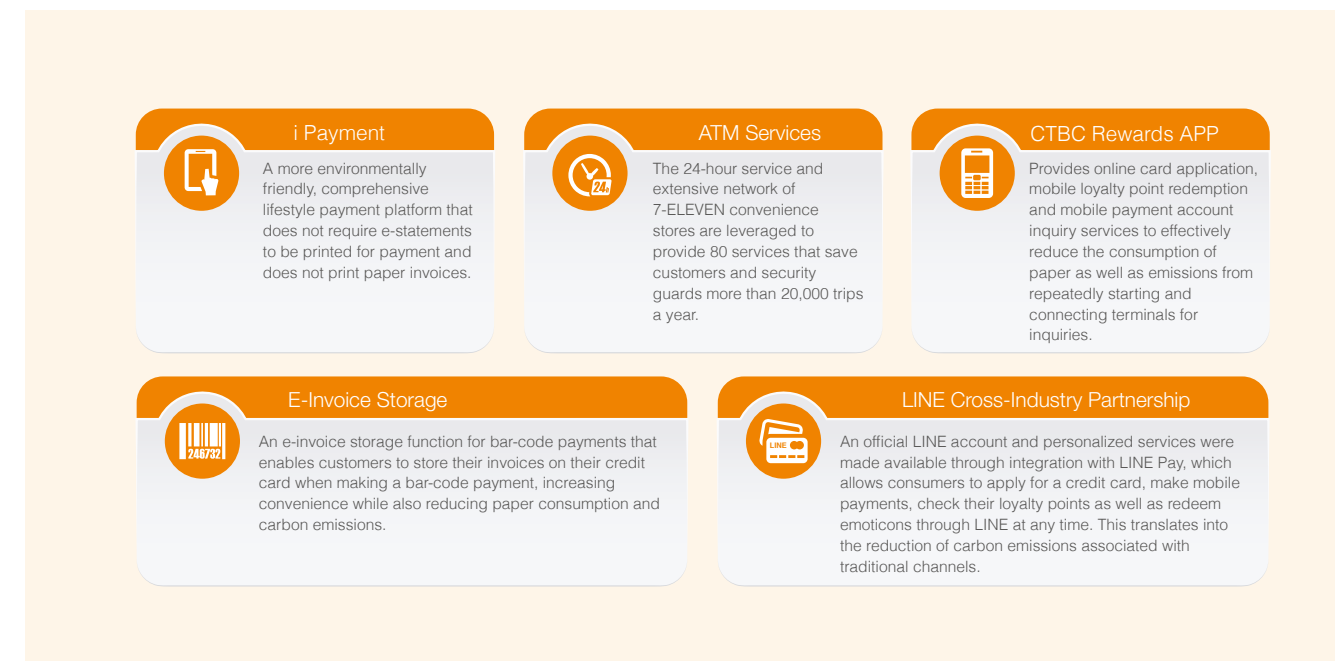 i Payment
A more environmentally
friendly, comprehensive
lifestyle payment platform that
does not require e-statements
to be printed for payment and
does not print paper invoices.
ATM Services
24h
The 24-hour service and
extensive network of
7-ELEVEN convenience
stores are leveraged to
provide 80 services that save
customers and security
guards more than 20,000 trips
a year.
CTBC Rewards APP
Provides online card application,
mobile loyalty point redemption
and mobile payment account
inquiry services to effectively
reduce the consumption of
paper as well as emissions from
repeatedly starting and
connecting terminals for
inquiries.
E-Invoice Storage
246732
An e-invoice storage function for bar-code payments that
enables customers to store their invoices on their credit
card when making a bar-code payment, increasing
convenience while also reducing paper consumption and
carbon emissions.
LINE Cross-Industry Partnership
LINE
An official LINE account and personalized services were
made available through integration with LINE Pay, which
allows consumers to apply for a credit card, make mobile
payments, check their loyalty points as well as redeem
emoticons through LINE at any time. This translates into
the reduction of carbon emissions associated with
traditional channels.